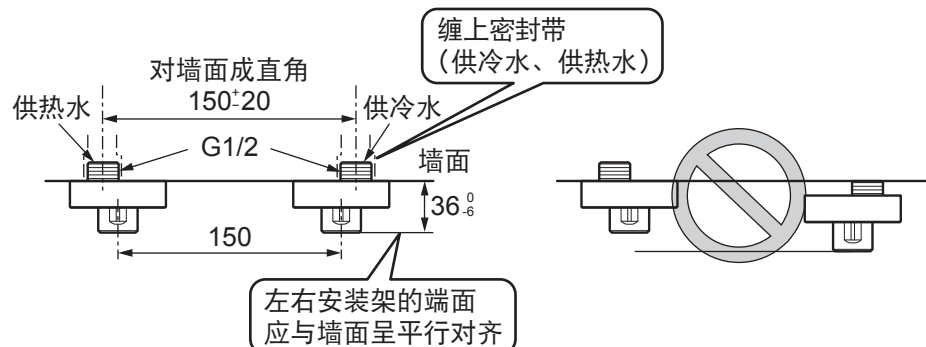 缠上密封带
（供冷水、供热水）
对墙面成直角
150±20
供热水
供冷水
G1/2
墙面
36 0 -6
150
左右安装架的端面
应与墙面呈平行对齐